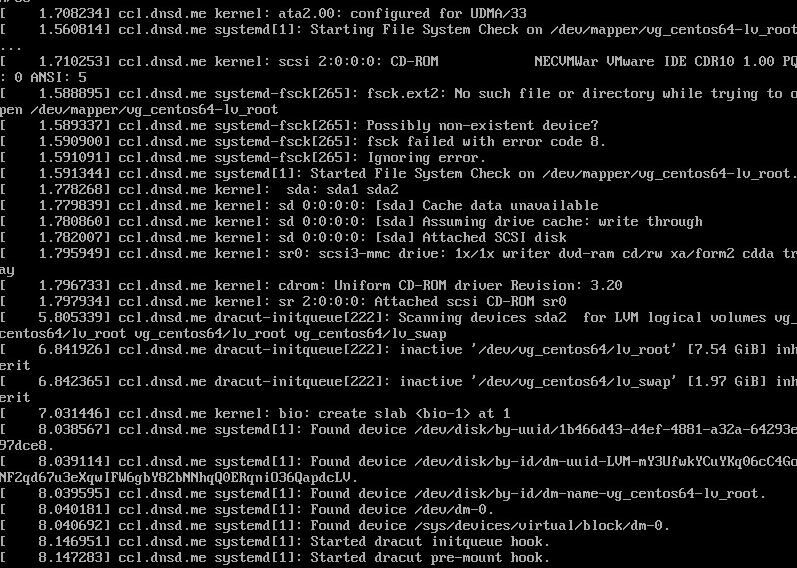 [    1.708234] ccl.dnsd.me kernel: ata2.00: configured for UDMA/33
[    1.560814] ccl.dnsd.me systemd[1]: Starting File System Check on /dev/mapper/vg_centos64-lv_root
...
[    1.710253] ccl.dnsd.me kernel: scsi 2:0:0:0: CD-ROM            NECVMWar VMware IDE CDR10 1.00 PQ
: 0 ANSI: 5
[    1.588895] ccl.dnsd.me systemd-fsck[265]: fsck.ext2: No such file or directory while trying to o
pen /dev/mapper/vg_centos64-lv_root
[    1.589337] ccl.dnsd.me systemd-fsck[265]: Possibly non-existent device?
[    1.590900] ccl.dnsd.me systemd-fsck[265]: fsck failed with error code 8.
[    1.591091] ccl.dnsd.me systemd-fsck[265]: Ignoring error.
[    1.591344] ccl.dnsd.me systemd[1]: Started File System Check on /dev/mapper/vg_centos64-lv_root.
[    1.778268] ccl.dnsd.me kernel:  sda: sda1 sda2
[    1.779839] ccl.dnsd.me kernel: sd 0:0:0:0: [sda] Cache data unavailable
[    1.780860] ccl.dnsd.me kernel: sd 0:0:0:0: [sda] Assuming drive cache: write through
[    1.782007] ccl.dnsd.me kernel: sd 0:0:0:0: [sda] Attached SCSI disk
[    1.795949] ccl.dnsd.me kernel: sr0: scsi3-mmc drive: 1x/1x writer dvd-ram cd/rw xa/form2 cdda tr
ay
[    1.796733] ccl.dnsd.me kernel: cdrom: Uniform CD-ROM driver Revision: 3.20
[    1.797934] ccl.dnsd.me kernel: sr 2:0:0:0: Attached scsi CD-ROM sr0
[    5.805339] ccl.dnsd.me dracut-initqueue[222]: Scanning devices sda2  for LVM logical volumes vg_
centos64/lv_root vg_centos64/lv_root vg_centos64/lv_swap
[    6.841926] ccl.dnsd.me dracut-initqueue[222]: inactive '/dev/vg_centos64/lv_root' [7.54 GiB] inh
erit
[    6.842365] ccl.dnsd.me dracut-initqueue[222]: inactive '/dev/vg_centos64/lv_swap' [1.97 GiB] inh
erit
[    7.031446] ccl.dnsd.me kernel: bio: create slab <bio-1> at 1
[    8.038567] ccl.dnsd.me systemd[1]: Found device /dev/disk/by-uuid/1b466d43-d4ef-4881-a32a-64293e
97dce8.
[    8.039114] ccl.dnsd.me systemd[1]: Found device /dev/disk/by-id/dm-uuid-LVM-mY3UfwkYCuYKq06cC4Go
NF2qd67u3eXqwIFW6gbY82bNNhqQ0ERqniO36QapdcLV.
[    8.039595] ccl.dnsd.me systemd[1]: Found device /dev/disk/by-id/dm-name-vg_centos64-lv_root.
[    8.040181] ccl.dnsd.me systemd[1]: Found device /dev/dm-0.
[    8.040692] ccl.dnsd.me systemd[1]: Found device /sys/devices/virtual/block/dm-0.
[    8.146951] ccl.dnsd.me systemd[1]: Started dracut initqueue hook.
[    8.147283] ccl.dnsd.me systemd[1]: Started dracut pre-mount hook.